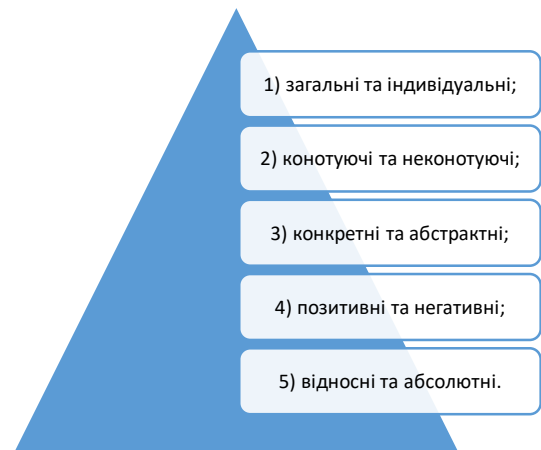 1) загальні та індивідуальні;
2) конотуючі та неконотуючі;
3) конкретні та абстрактні;
4) позитивні та негативні;
5) відносні та абсолютні.